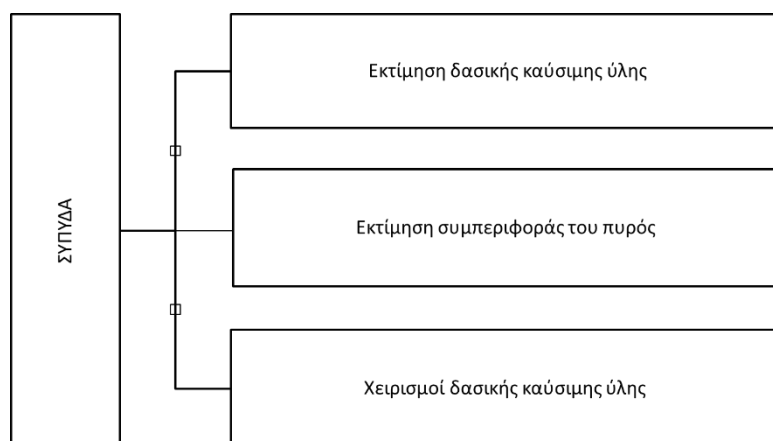 ΣΥΠΥΔΑ
Εκτίμηση δασικής καύσιμης ύλης
Εκτίμηση συμπεριφοράς του πυρός
Χειρισμοί δασικής καύσιμης ύλης